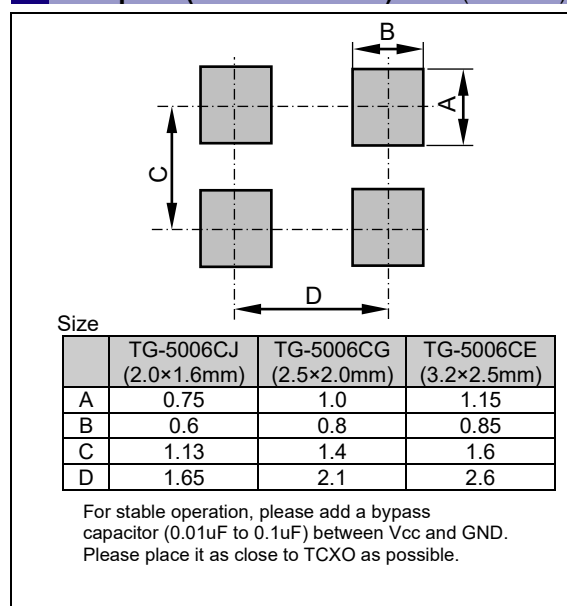 B
A
C
D
Size
TG-5006CJ TG-5006CG TG-5006CE
(2.0×1.6mm) (2.5×2.0mm) (3.2×2.5mm)
A 0.75 1.0 1.15
B 0.6 0.8 0.85
C 1.13 1.4 1.6
D 1.65 2.1 2.6
For stable operation, please add a bypass
capacitor (0.01uF to 0.1uF) between Vcc and GND.
Please place it as close to TCXO as possible.